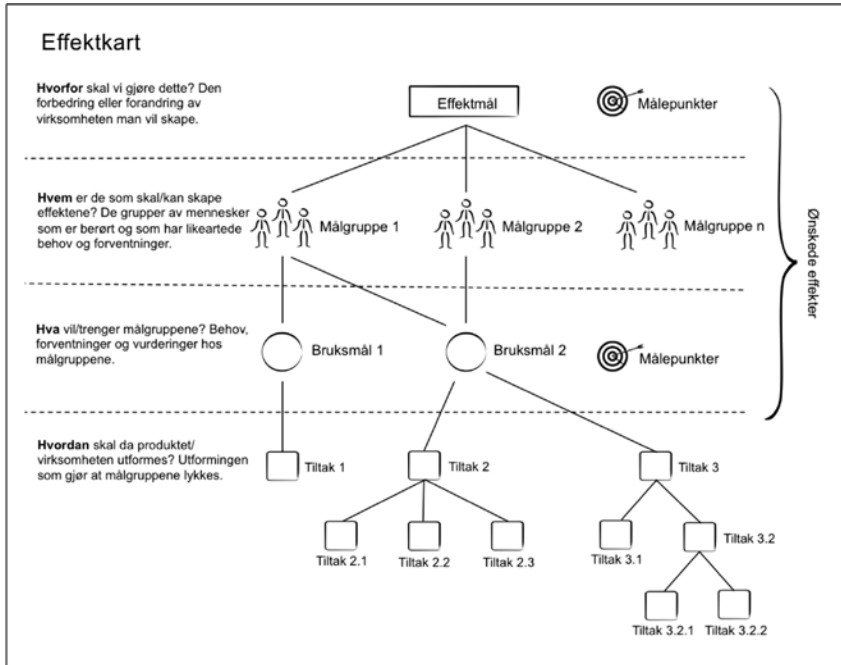 Effektkart
Hvorfor skal vi gjøre dette? Den
forbedring eller forandring av
virksomheten man vil skape.
Effektmål
Målepunkter
Hvem er de som skal/kan skape
effektene? De grupper av mennesker
som er berørt og som har likeartede
behov og forventninger.
Målgruppe 1
Målgruppe 2
Målgruppe n
Ønskede effekter
Hva vil/trenger målgruppene? Behov,
forventninger og vurderinger hos
målgruppene.
Bruksmål 1
Bruksmål 2
Målepunkter
Hvordan skal da produktet/
virksomheten utformes? Utformingen
som gjør at målgruppene lykkes.
Tiltak 1
Tiltak 2
Tiltak 3
Tiltak 2.1
Tiltak 2.2
Tiltak 2.3
Tiltak 3.1
Tiltak 3.2
Tiltak 3.2.1
Tiltak 3.2.2